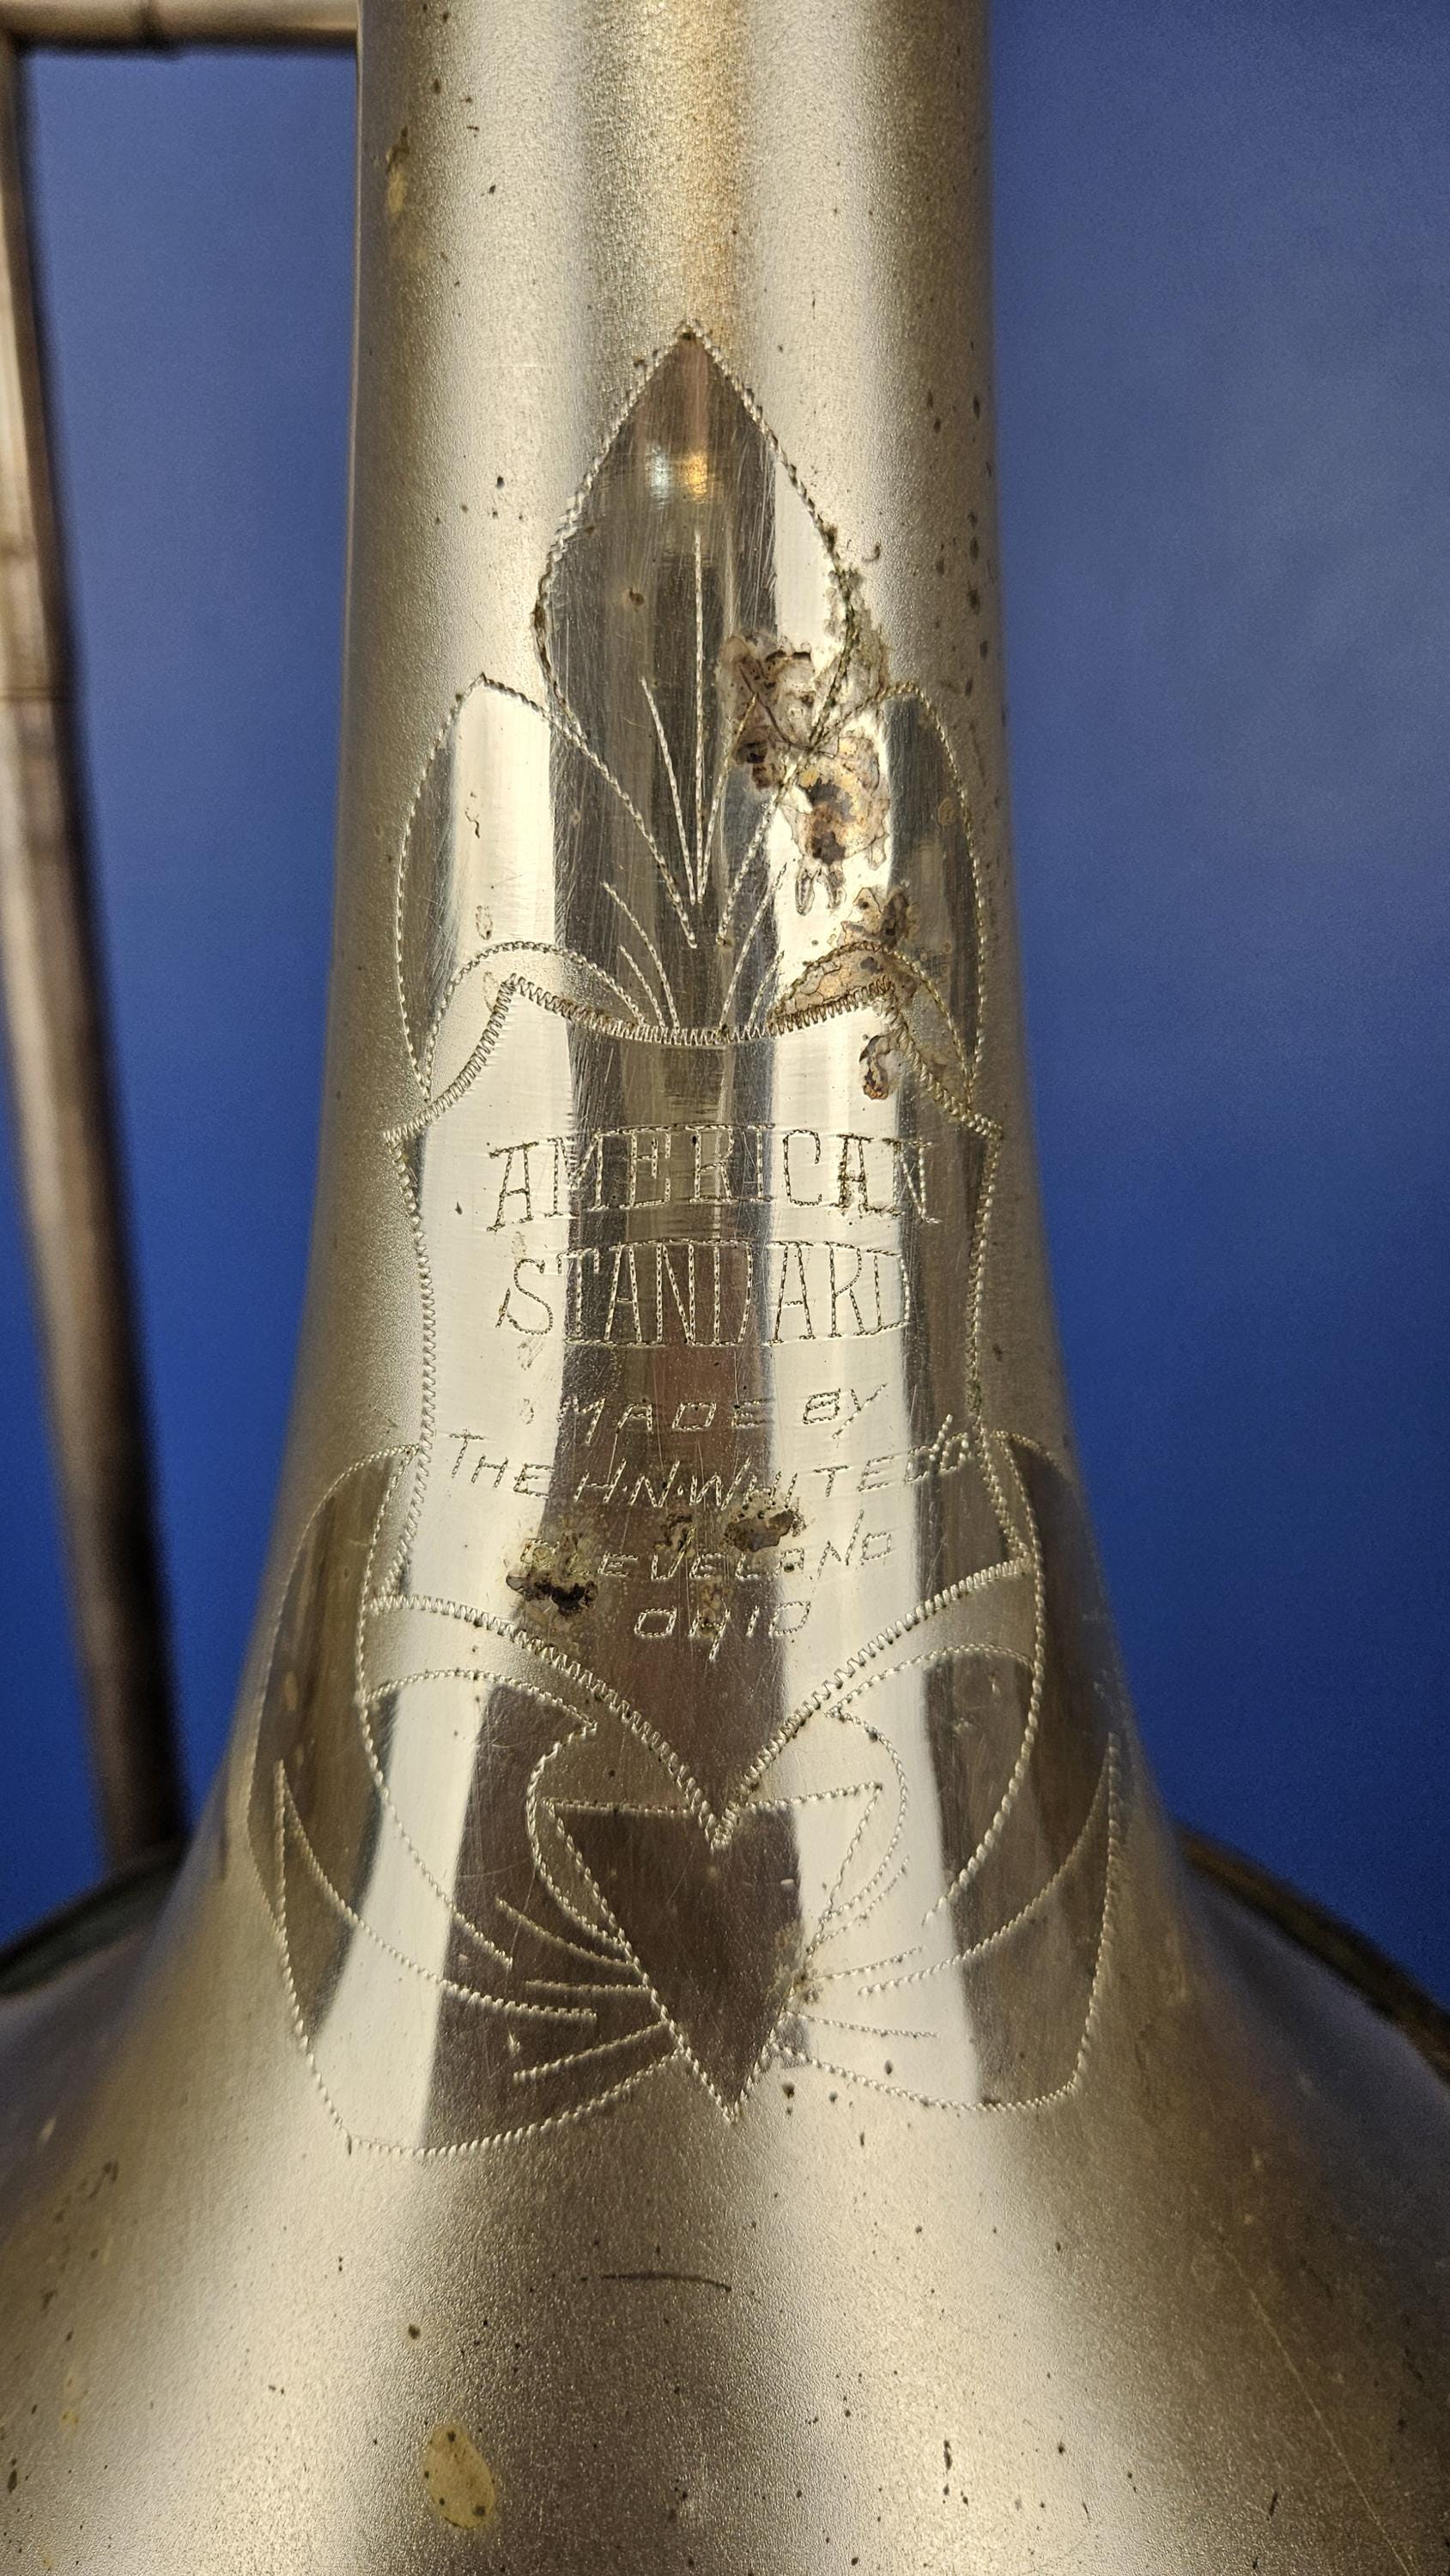 AMERICAN
STANDARD
MADE BY
THE H.N. WHITE CO.
CLEVELAND
OHIO